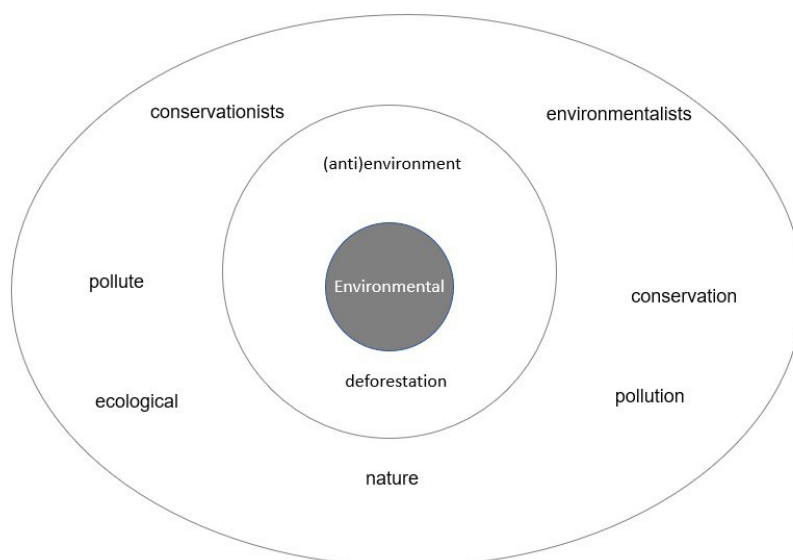 conservationists
environmentalists
(anti)environment
pollute
Environmental
conservation
deforestation
ecological
pollution
nature